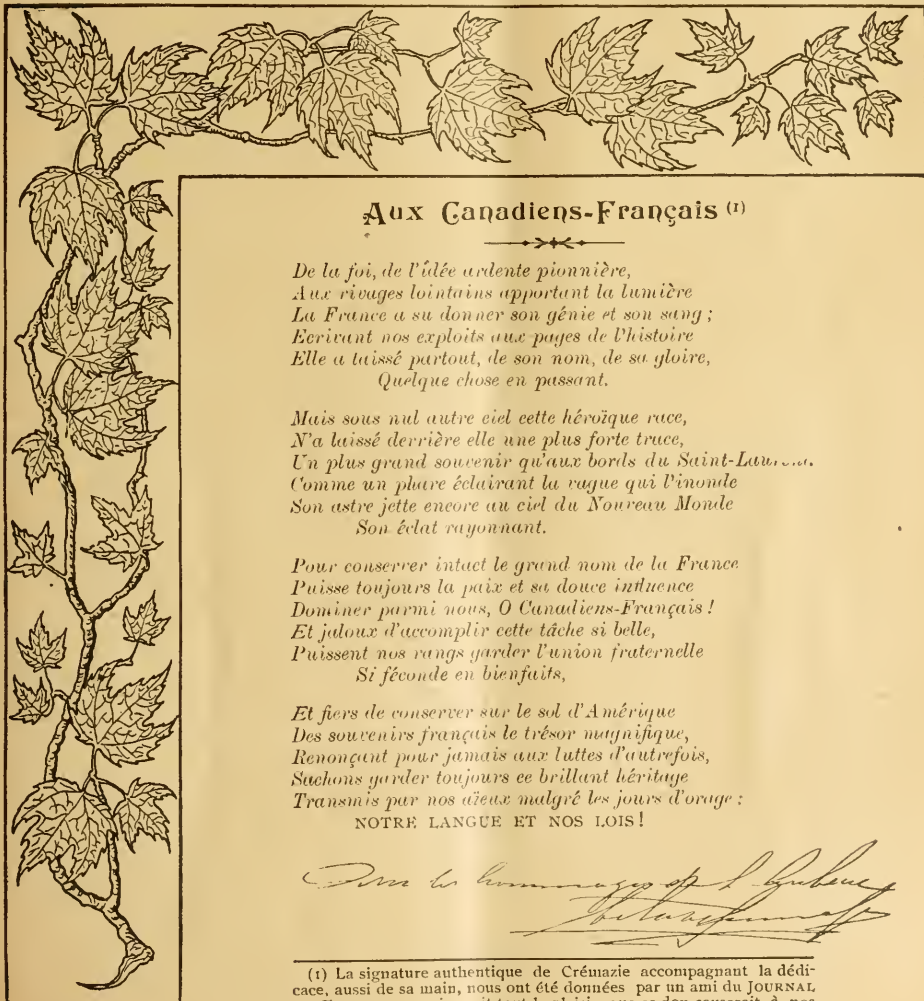 Aux Canadiens-Français (1)
De la foi, de l'idée ardente pionnière,
Aux rivages lointains apportant la lumière
La France a su donner son génie et son sang ;
Ecrivant nos exploits aux pages de l'histoire
Elle a laissé partout, de son nom, de sa gloire,
Quelque chose en passant.
Mais sous nul autre ciel cette héroïque race,
N'a laissé derrière elle une plus forte trace,
Un plus grand souvenir qu'aux bords du Saint-Laurent.
Comme un phare éclairant la vague qui l'inonde
Son astre jette encore au ciel du Nouveau Monde
Son éclat rayonnant.
Pour conserver intact le grand nom de la France
Puisse toujours la paix et sa douce influence
Dominer parmi nous, O Canadiens-Français !
Et jaloux d'accomplir cette tâche si belle,
Puissent nos rangs garder l'union fraternelle
Si féconde en bienfaits,
Et fiers de conserver sur le sol d'Amérique
Des souvenirs français le trésor magnifique,
Renonçant pour jamais aux luttes d'autrefois,
Sachons garder toujours ce brillant héritage
Transmis par nos aïeux malgré les jours d'orage :
NOTRE LANGUE ET NOS LOIS !
les hommages
(1) La signature authentique de Crémazie accompagnant la dédi-
cace, aussi de sa main, nous ont été données par un ami du JOURNAL